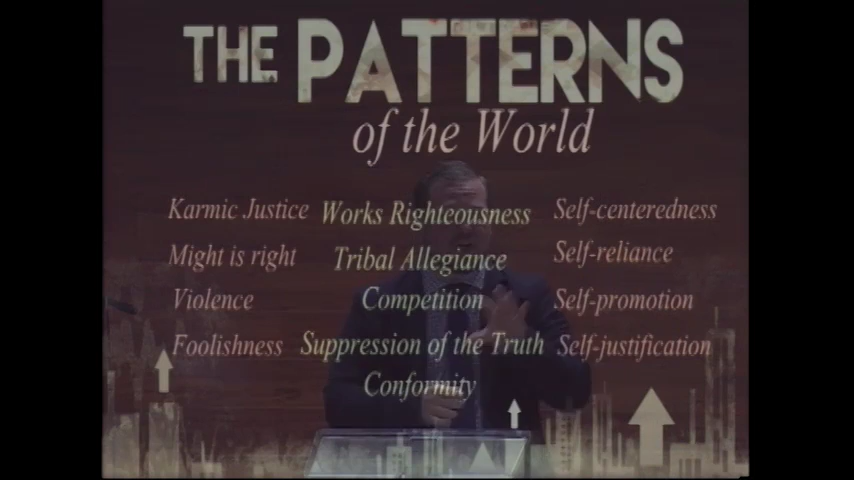 THE PATTERNS
of the World
Karmic Justice Works Righteousness Self-centeredness
Might is right Tribal Allegiance Self-reliance
Violence Competition Self-promotion
Foolishness Suppression of the Truth Self-justification
Conformity